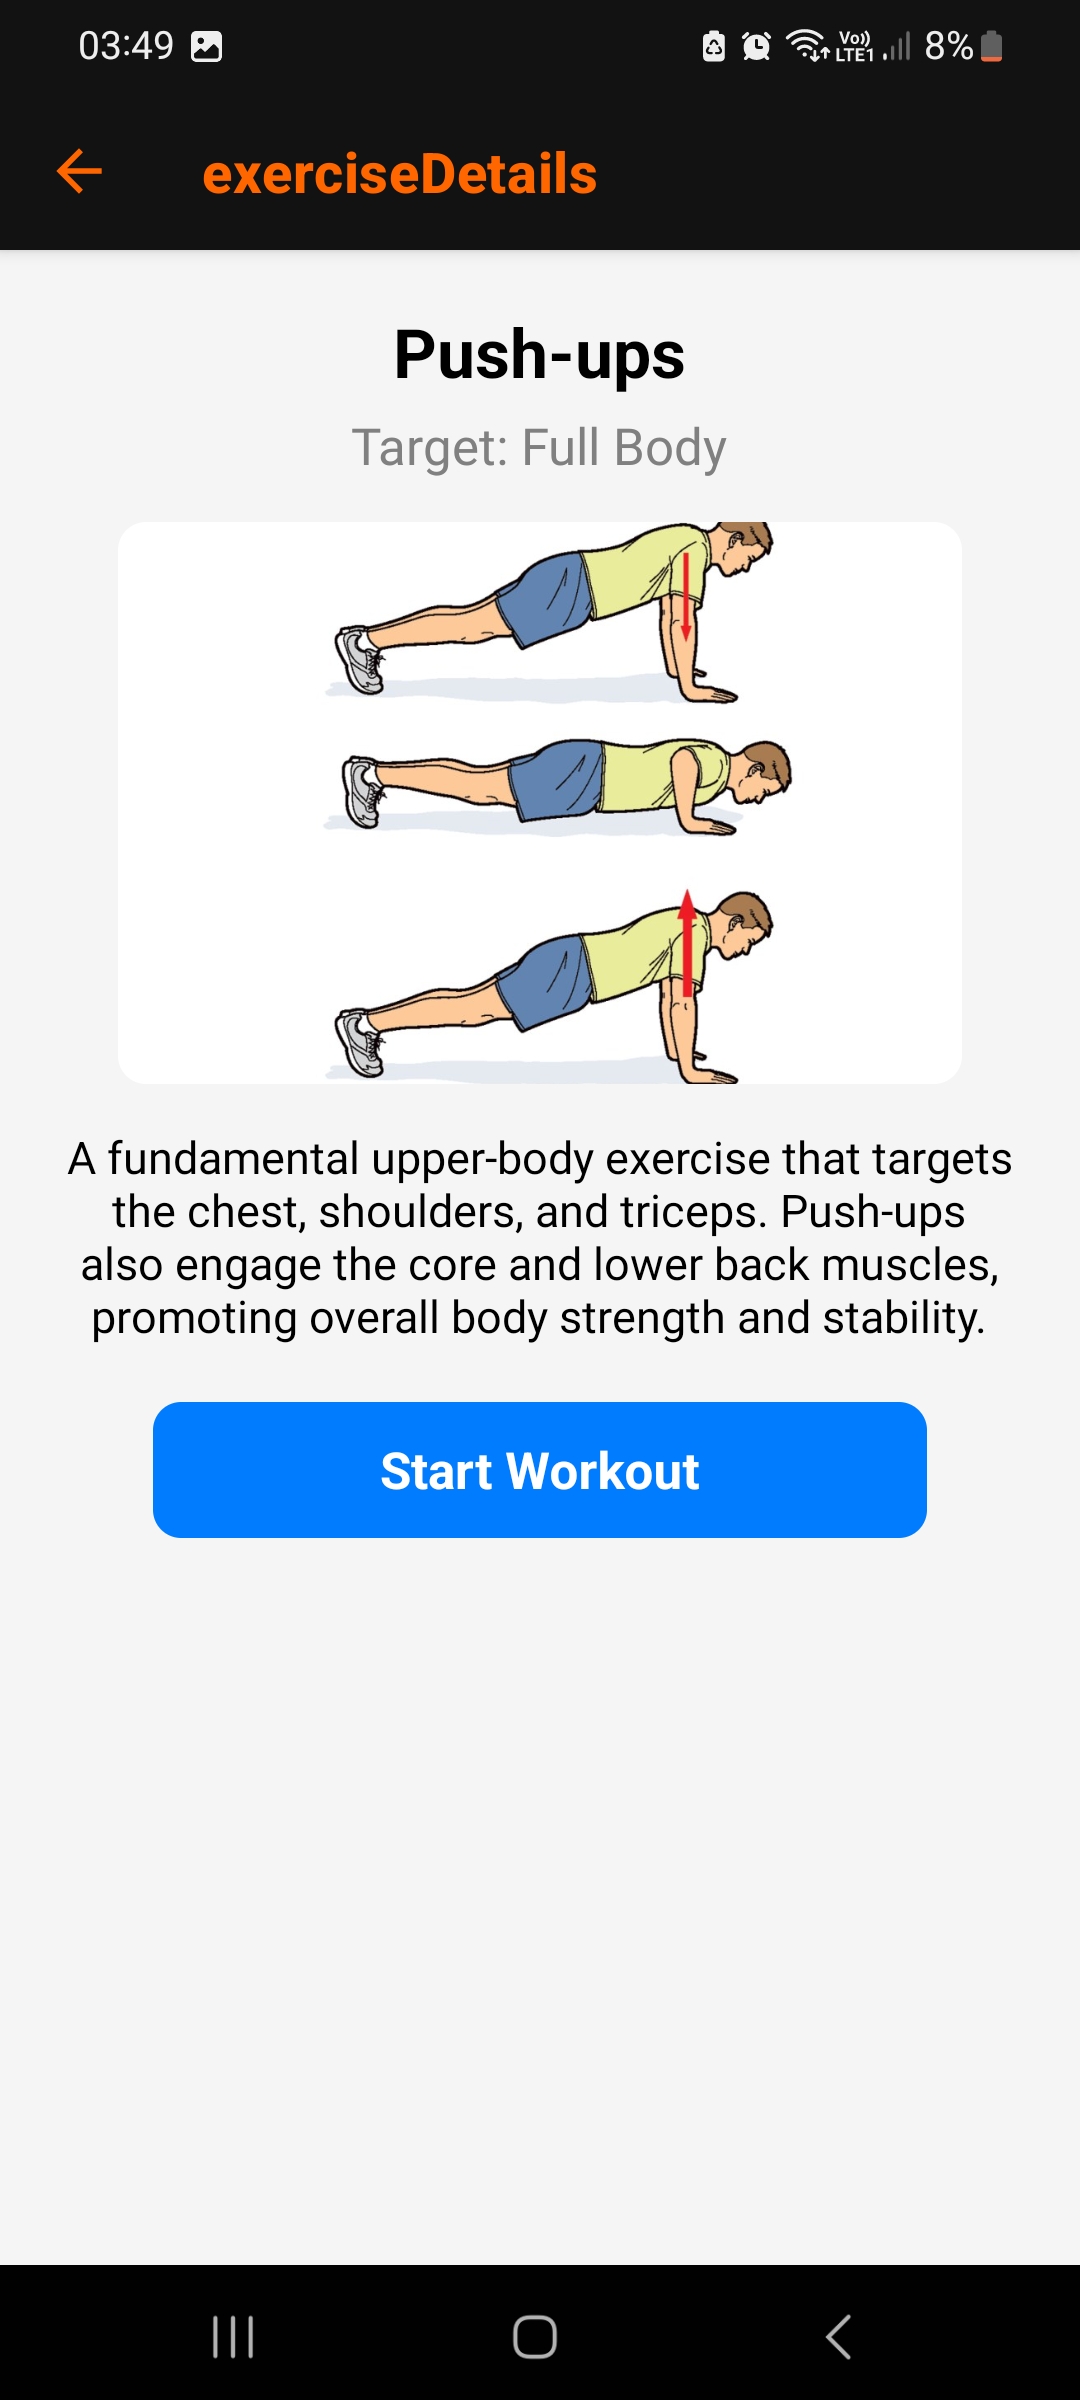 03:49
Vo))
LTE1
8%
exerciseDetails
Push-ups
Target: Full Body
A fundamental upper-body exercise that targets
the chest, shoulders, and triceps. Push-ups
also engage the core and lower back muscles,
promoting overall body strength and stability.
Start Workout